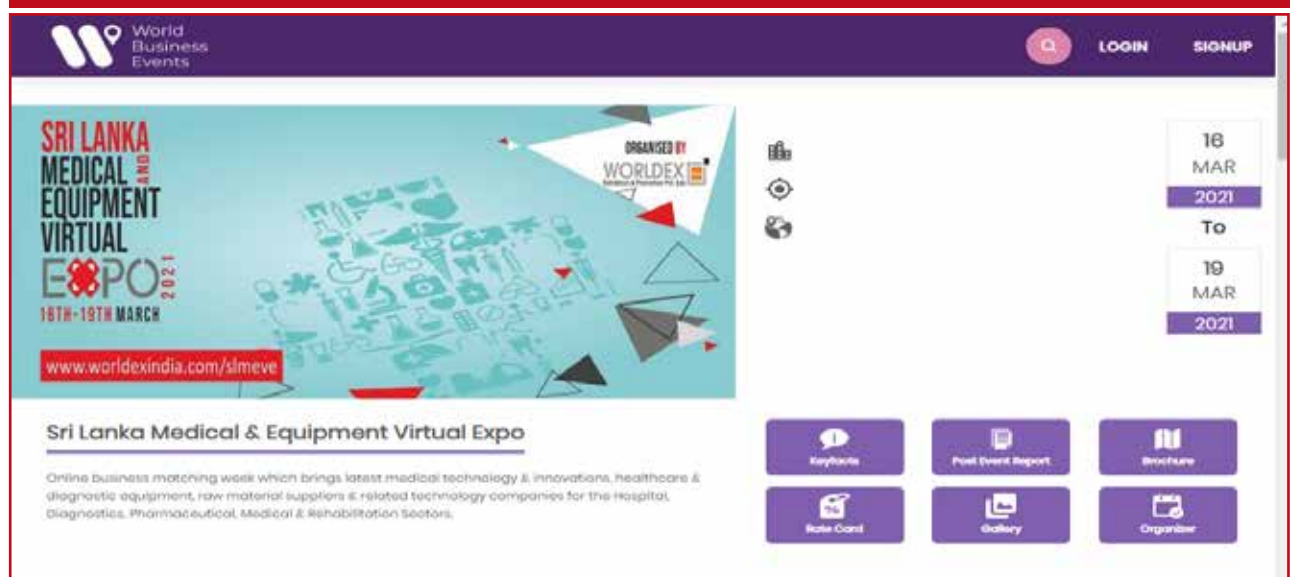 World
Business
Events
LOGIN
SIGNUP
SRI LANKA
MEDICAL AND
EQUIPMENT
VIRTUAL
EXPO 2021
16TH-19TH MARCH
www.worldexindia.com/slmeve
ORGANISED BY
WORLDEX
16
MAR
2021
To
19
MAR
2021
Sri Lanka Medical & Equipment Virtual Expo
Online business matching week which brings latest medical technology & innovations, healthcare &
diagnostic equipment, raw material suppliers & related technology companies for the Hospital,
Diagnostics, Pharmaceutical, Medical & Rehabilitation Sectors.
Keyfacts
Post Event Report
Brochure
Rate Card
Gallery
Organizer